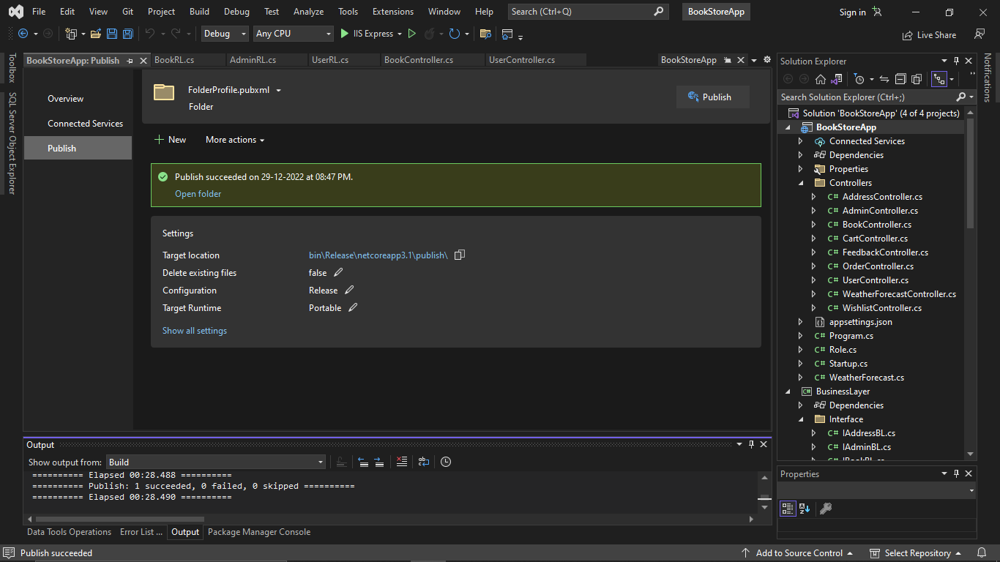 File Edit View Git Project Build Debug Test Analyze Tools Extensions Window Help Search (Ctrl+Q) BookStoreApp Sign in
Debug Any CPU IIS Express Live Share
Toolbox
SQL Server Object Explorer
BookStoreApp: Publish BookRL.cs AdminRL.cs UserRL.cs BookController.cs UserController.cs BookStoreApp
Overview
Connected Services
Publish
FolderProfile.pubxml
Folder
Publish
New More actions
Publish succeeded on 29-12-2022 at 08:47 PM.
Open folder
Settings
Target location bin\Release\netcoreapp3.1\publish\
Delete existing files false
Configuration Release
Target Runtime Portable
Show all settings
Output
Show output from: Build
========== Elapsed 00:28.488 ==========
========== Publish: 1 succeeded, 0 failed, 0 skipped ==========
========== Elapsed 00:28.490 ==========
Data Tools Operations Error List ... Output Package Manager Console
Solution Explorer
Search Solution Explorer (Ctrl+;)
Solution 'BookStoreApp' (4 of 4 projects)
BookStoreApp
Connected Services
Dependencies
Properties
Controllers
C# AddressController.cs
C# AdminController.cs
C# BookController.cs
C# CartController.cs
C# FeedbackController.cs
C# OrderController.cs
C# UserController.cs
C# WeatherForecastController.cs
C# WishlistController.cs
appsettings.json
C# Program.cs
C# Role.cs
C# Startup.cs
C# WeatherForecast.cs
C# BusinessLayer
Dependencies
Interface
C# IAddressBL.cs
C# IAdminBL.cs
C# IBookBL.cs
Properties
Notifications
Publish succeeded Add to Source Control Select Repository